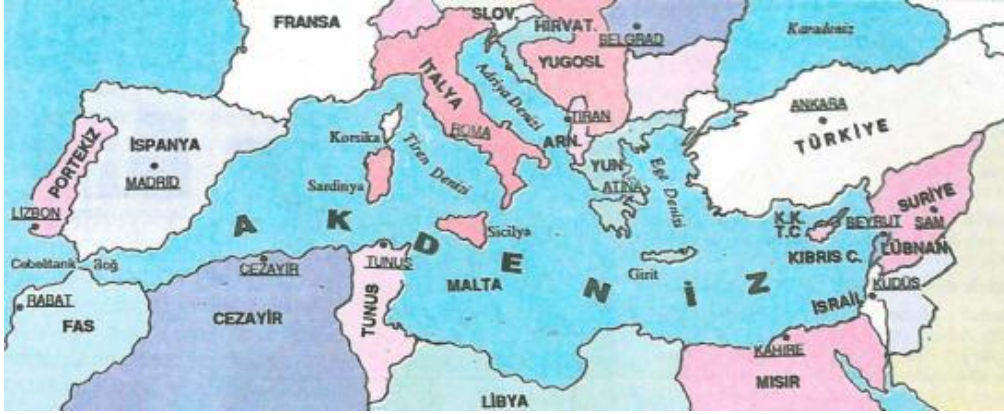 FRANSA
SLOV.
HIRVAT.
BELGRAD
Karadeniz
YUGOSL
İTALYA
Adriya Denizi
ANKARA
TÜRKİYE
TİRAN
ARN.
Korsika
ROMA
Tiren Denizi
PORTEKİZ
İSPANYA
MADRİD
YUN
ATİNA
Ege Denizi
Sardinya
LİZBON
SURİYE
ŞAM
K.K.
T.C
BEYRUT
LÜBNAN
AKDENİZ
Sicilya
KIBRIS C.
Cebelitarık Boğ
CEZAYİR
TUNUS
MALTA
Girit
KUDÜS
İSRAİL
RABAT
FAS
CEZAYİR
TUNUS
KAHİRE
MISIR
LİBYA